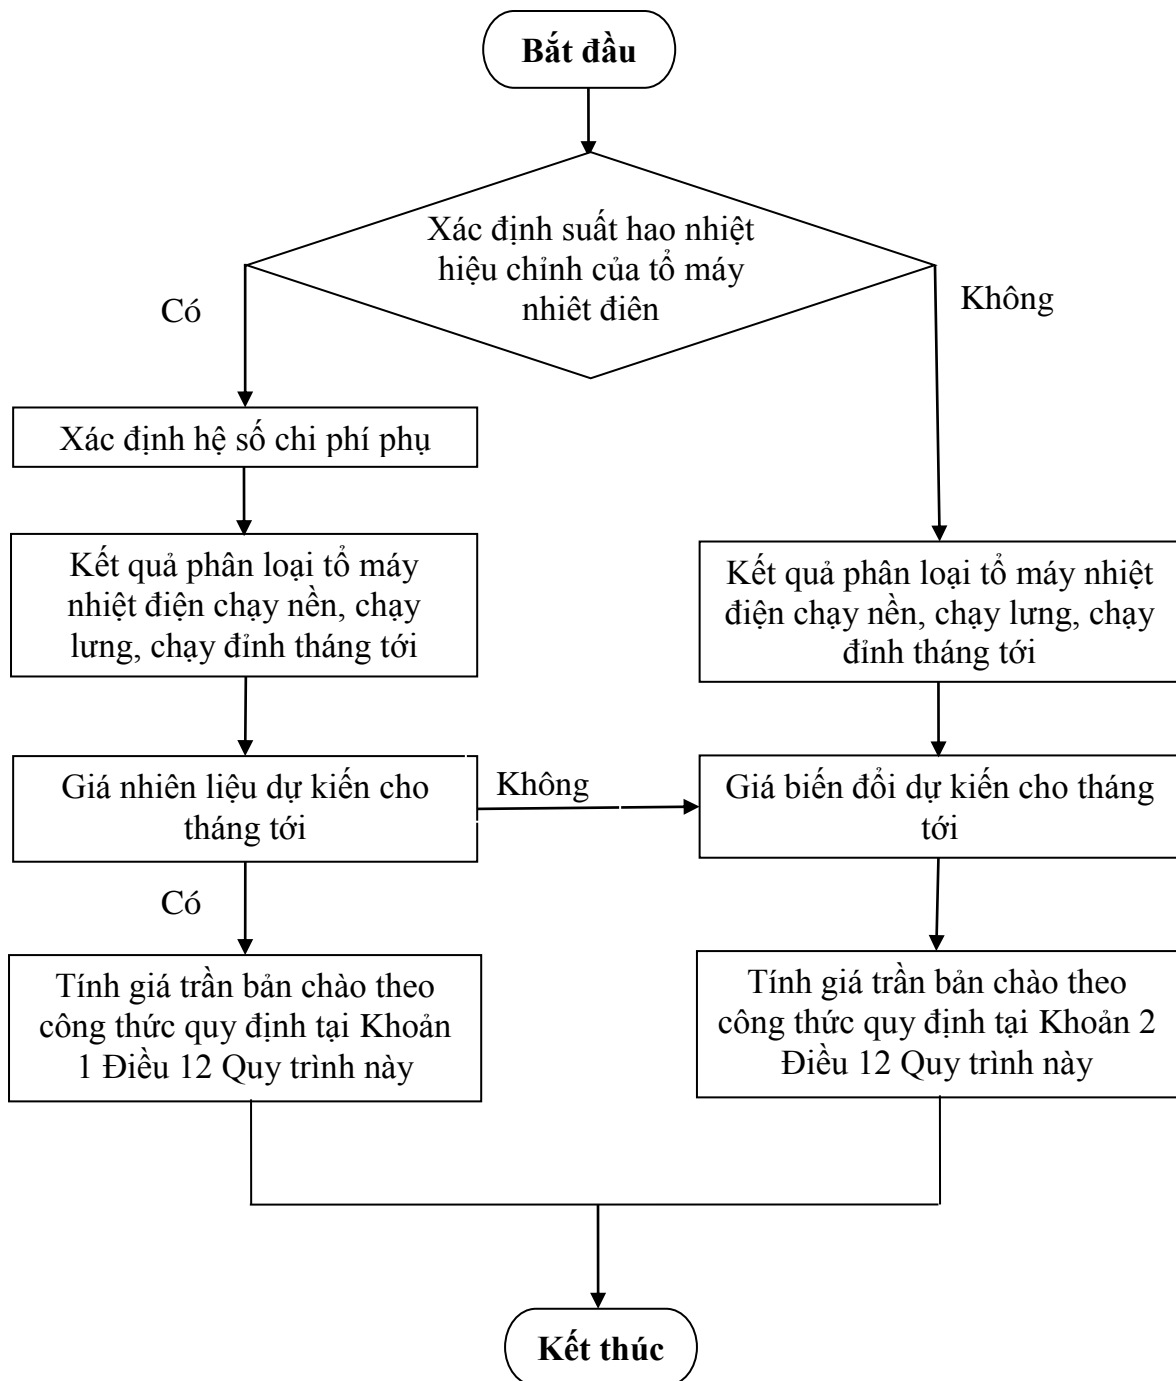 Bắt đầu
Xác định suất hao nhiệt
hiệu chỉnh của tổ máy
nhiêt điên
Có
Không
Xác định hệ số chi phí phụ
Kết quả phân loại tổ máy
nhiệt điện chạy nền, chạy
lưng, chạy đỉnh tháng tới
Kết quả phân loại tổ máy nhiệt
điện chạy nền, chạy lưng, chạy
đỉnh tháng tới
Giá nhiên liệu dự kiến cho
tháng tới
Không
Giá biến đổi dự kiến cho tháng
tới
Có
Tính giá trần bản chào theo
công thức quy định tại Khoản
1 Điều 12 Quy trình này
Tính giá trần bản chào theo
công thức quy định tại Khoản 2
Điều 12 Quy trình này
Kết thúc